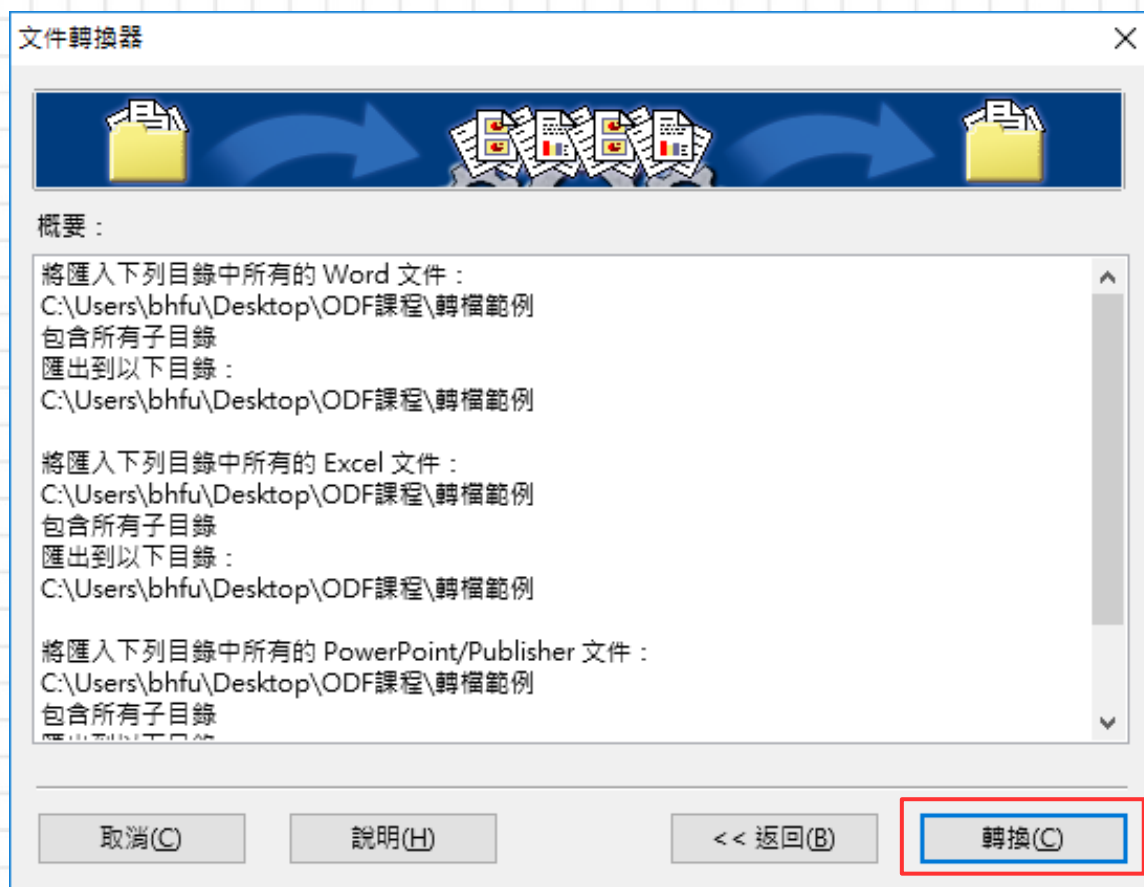 文件轉換器
概要：
將匯入下列目錄中所有的 Word 文件：
C:\Users\bhfu\Desktop\ODF課程\轉檔範例
包含所有子目錄
匯出到以下目錄：
C:\Users\bhfu\Desktop\ODF課程\轉檔範例
將匯入下列目錄中所有的 Excel 文件：
C:\Users\bhfu\Desktop\ODF課程\轉檔範例
包含所有子目錄
匯出到以下目錄：
C:\Users\bhfu\Desktop\ODF課程\轉檔範例
將匯入下列目錄中所有的 PowerPoint/Publisher 文件：
C:\Users\bhfu\Desktop\ODF課程\轉檔範例
包含所有子目錄
取消(C) 說明(H) << 返回(B) 轉換(C)